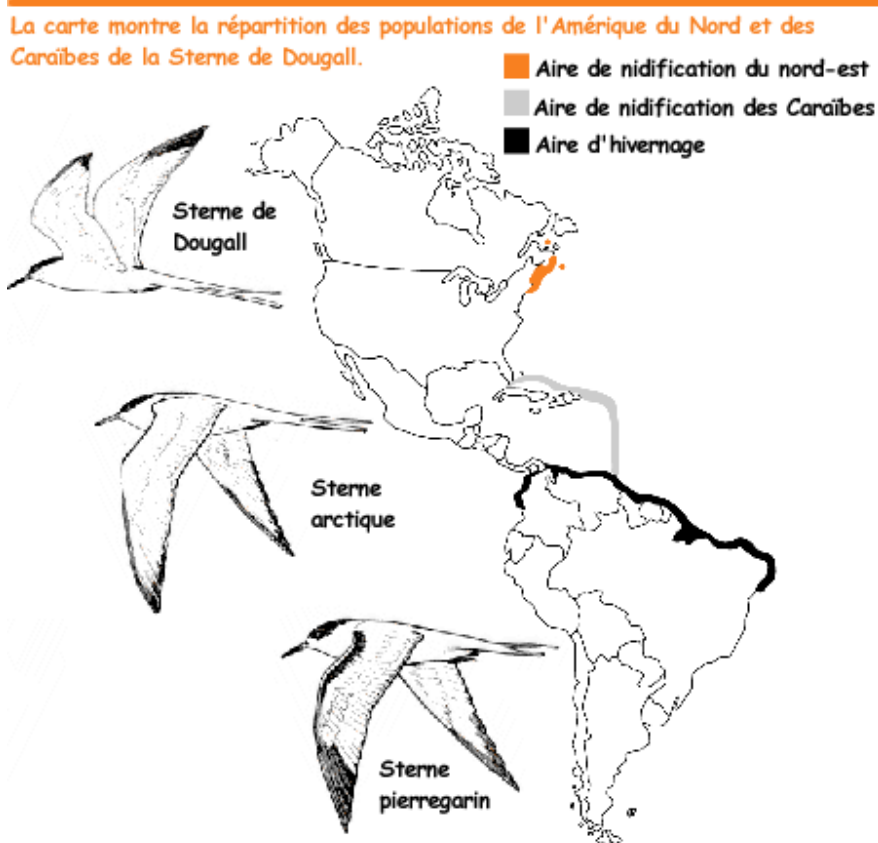 La carte montre la répartition des populations de l'Amérique du Nord et des
Caraïbes de la Sterne de Dougall.
Aire de nidification du nord-est
Aire de nidification des Caraïbes
Aire d'hivernage
Sterne de
Dougall
Sterne
arctique
Sterne
pierregarin